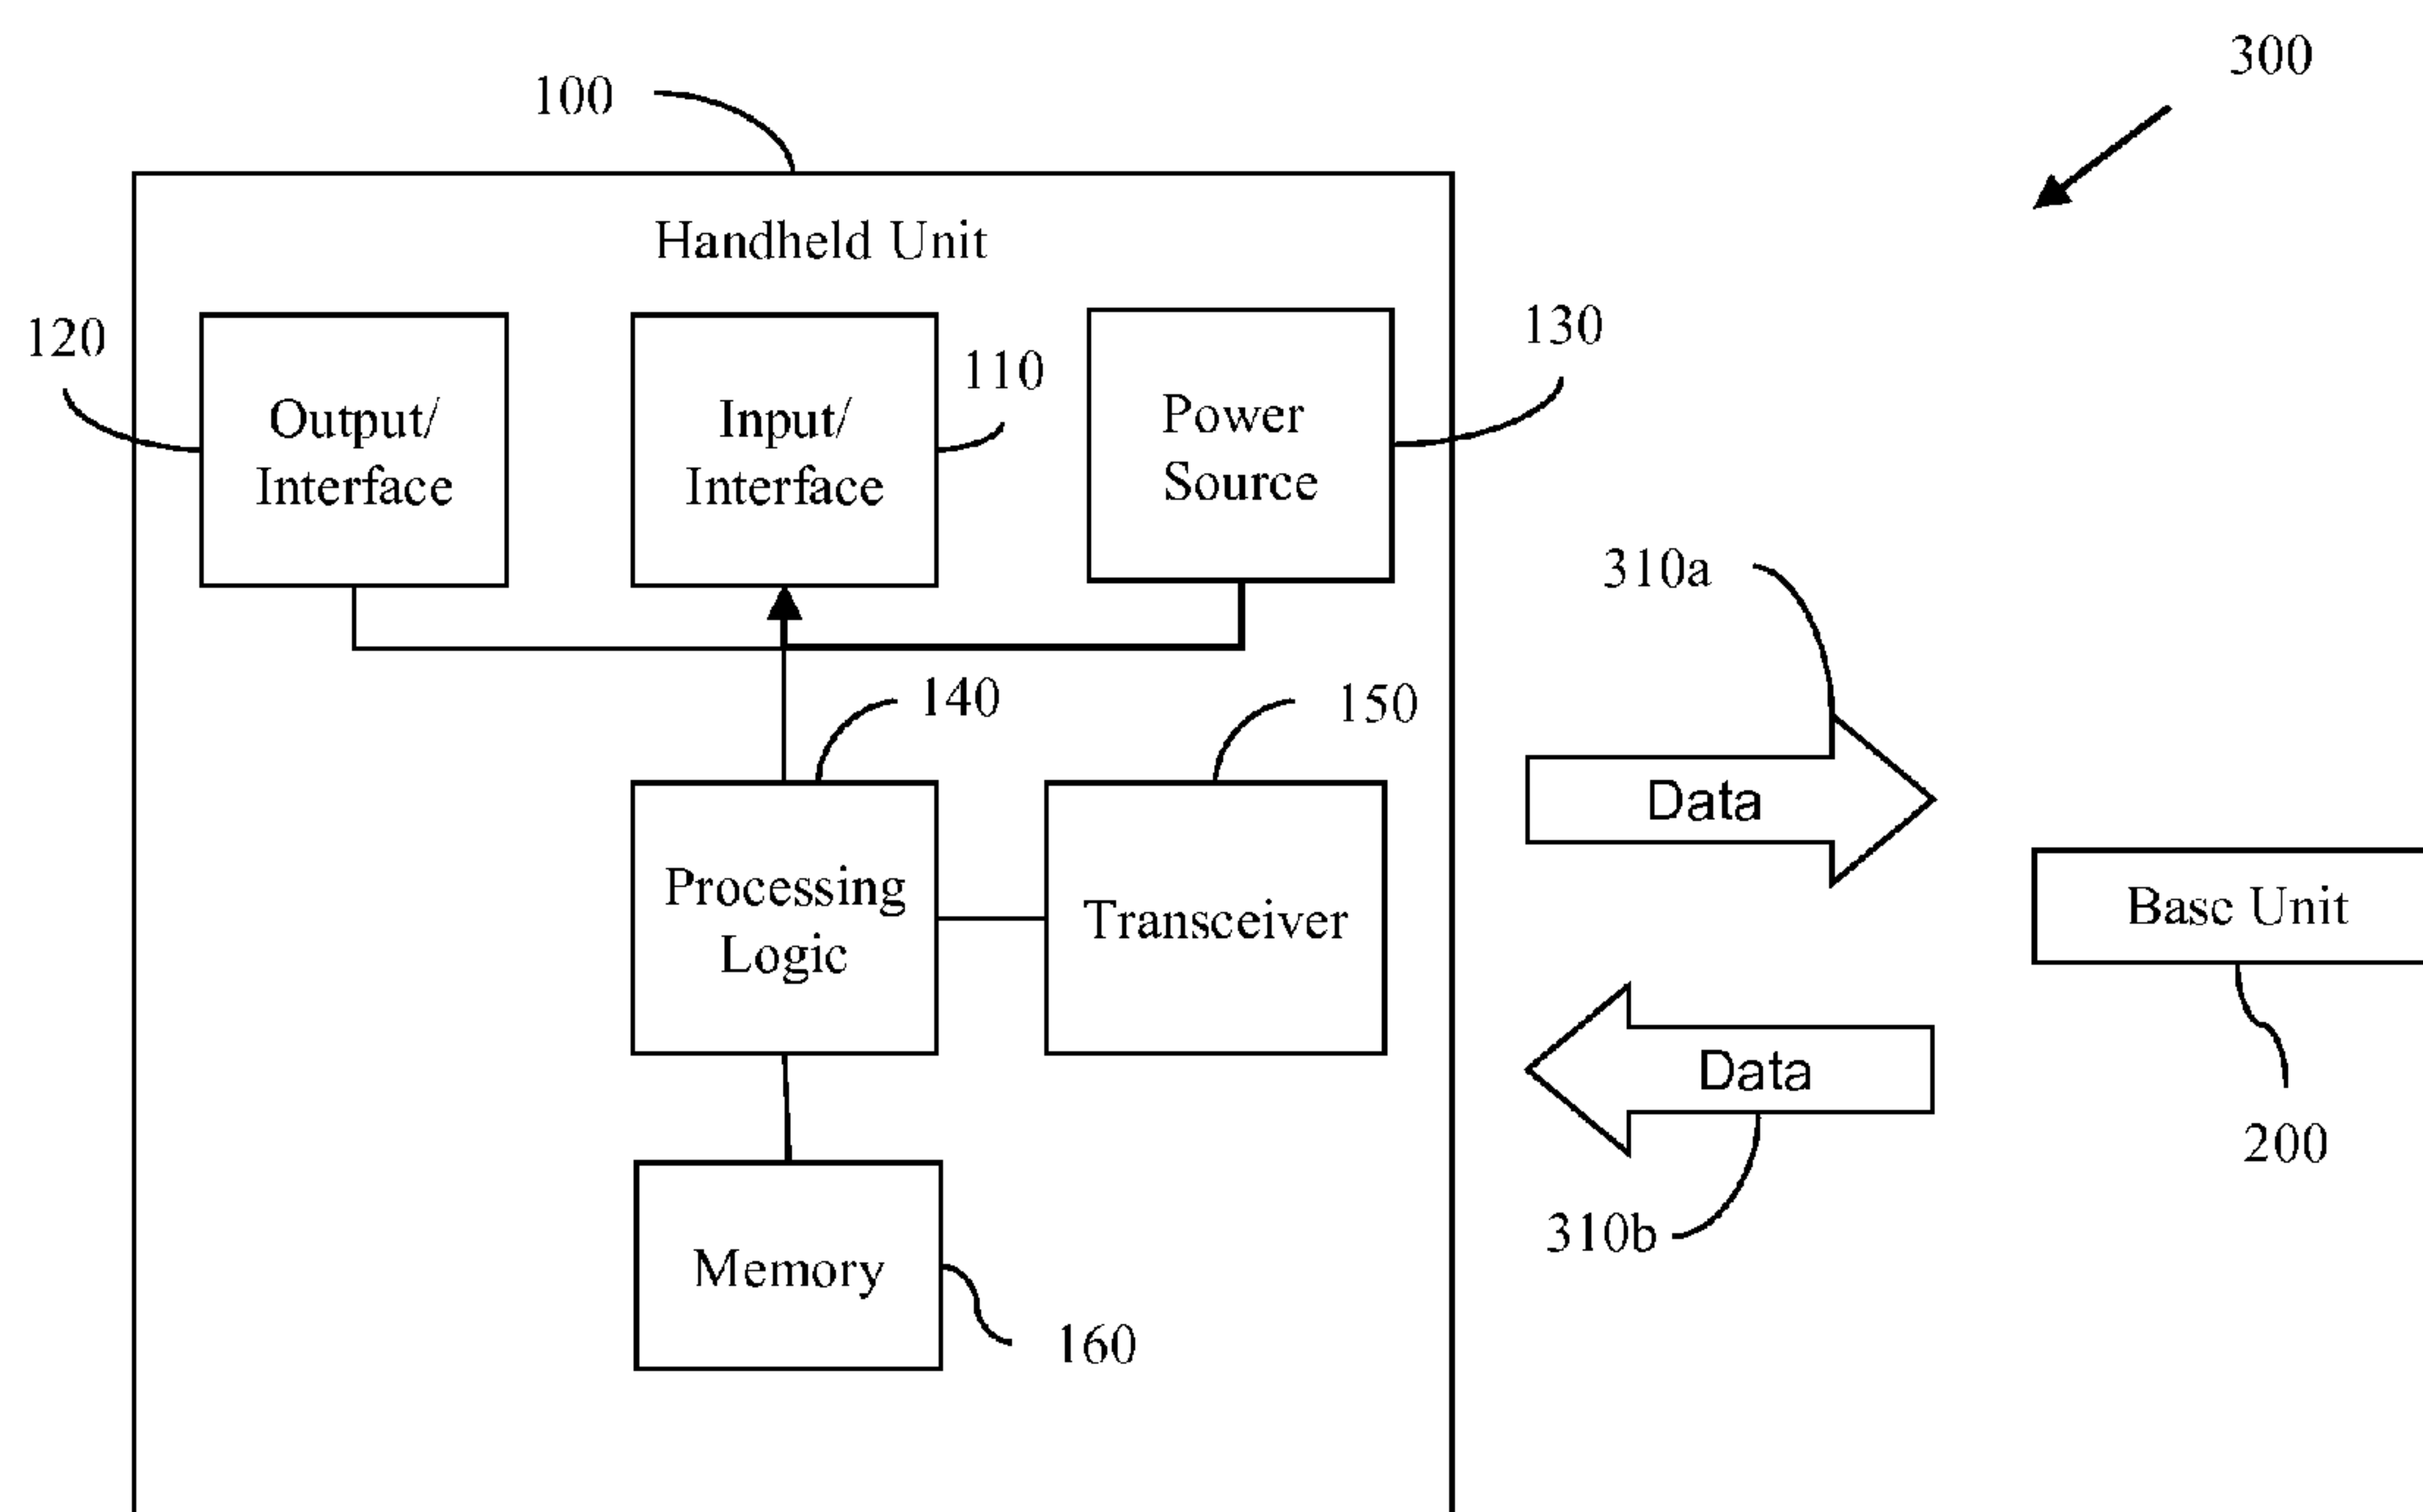 300
100
Handheld Unit
120
130
110
Output/
Interface
Input/
Interface
Power
Source
310a
140
150
Data
Processing
Logic
Transceiver
Base Unit
Data
200
310b
Memory
160